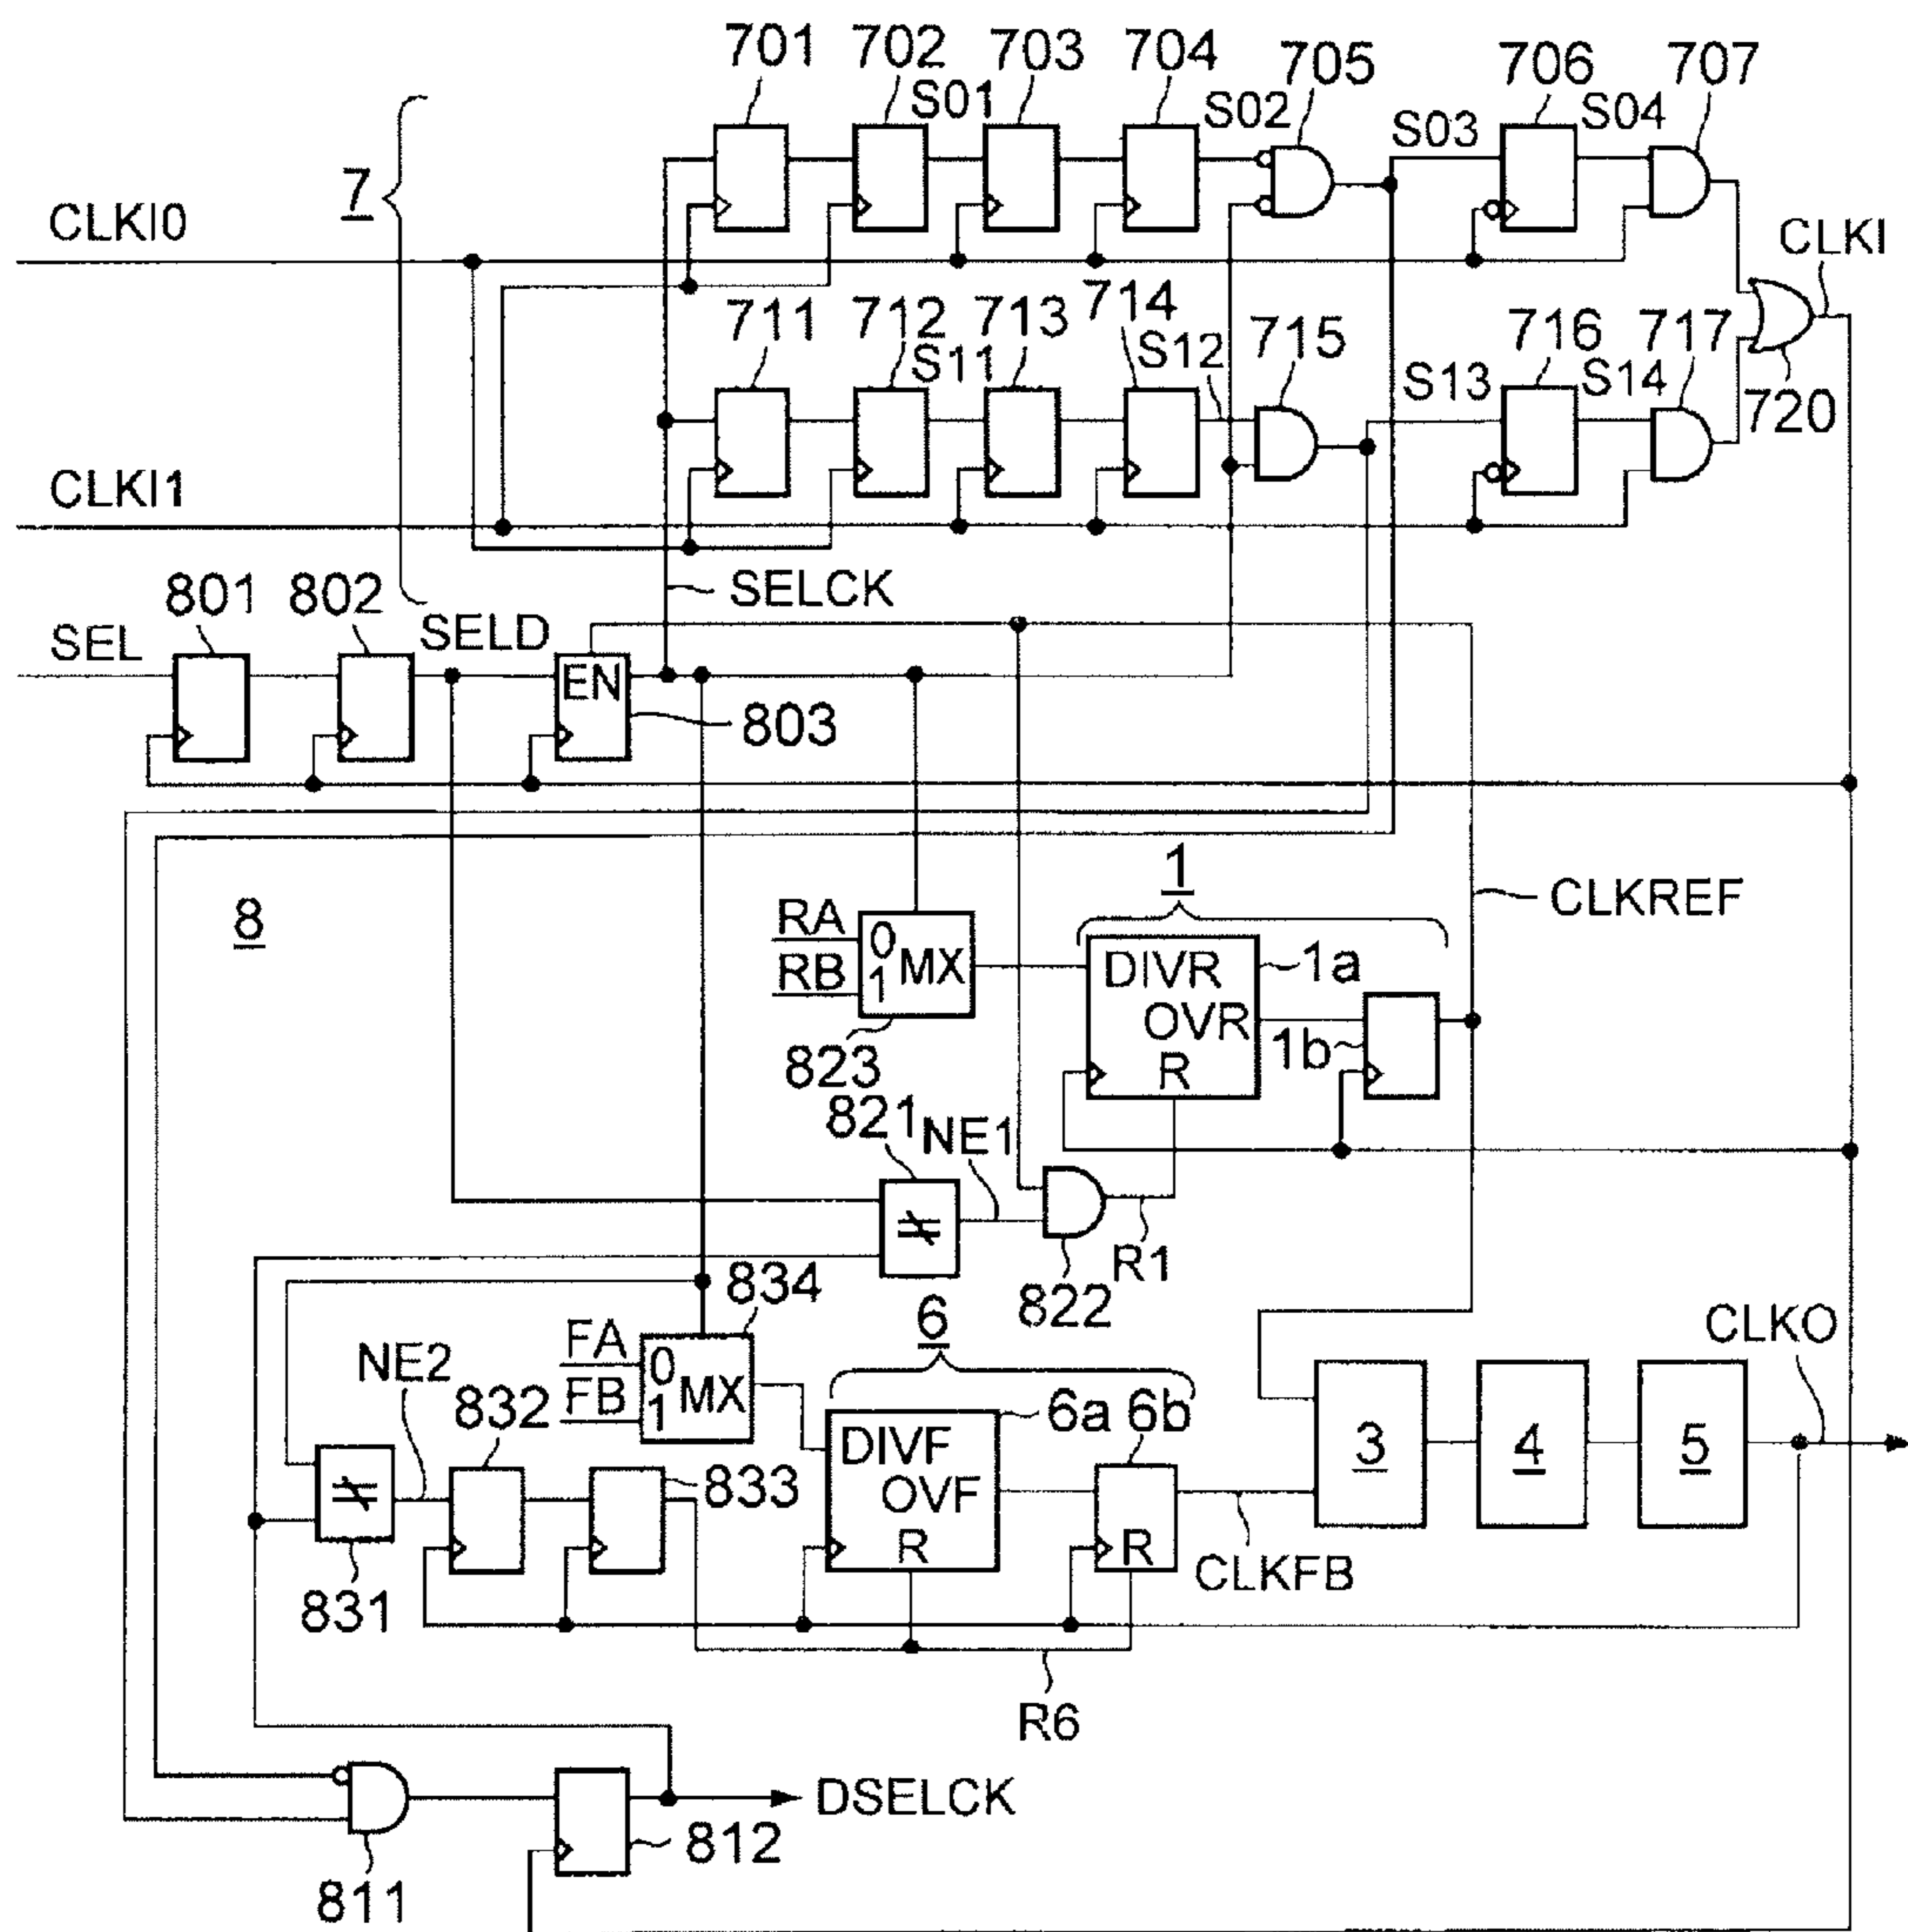 701 702 703 704 705 706 707
S01 S02 S03 S04
7
CLKI0
CLKI
711 712 713 714 715 716 717
S11 S12 S13 S14
720
CLKI1
SELCK
801 802
SEL SELD
EN
803
8
1
CLKREF
RA 0
RB 1
MX
DIVR
OVR
R
1a
1b
823
821
NE1
822
R1
834
6
CLKO
FA 0
FB 1
MX
NE2
832
833
DIVF
OVF
R
6a 6b
R
3 4 5
CLKFB
831
R6
DSELCK
812
811